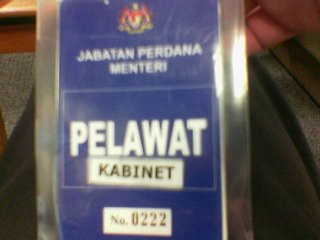 JABATAN PERDANA
MENTERI
PELAWAT
KABINET
No. 0222